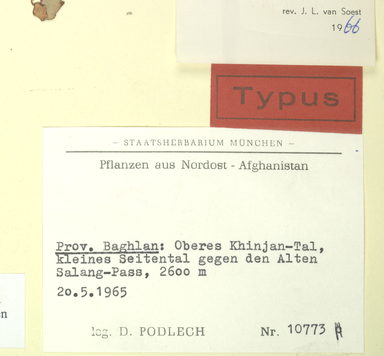 rev. J. L. van Soest
1966
Typus
– STAATSHERBARIUM MÜNCHEN –
Pflanzen aus Nordost - Afghanistan
Prov. Baghlan: Oberes Khinjan-Tal,
kleines Seitental gegen den Alten
Salang-Pass, 2600 m
20.5.1965
leg. D. PODLECH Nr. 10773 A
en